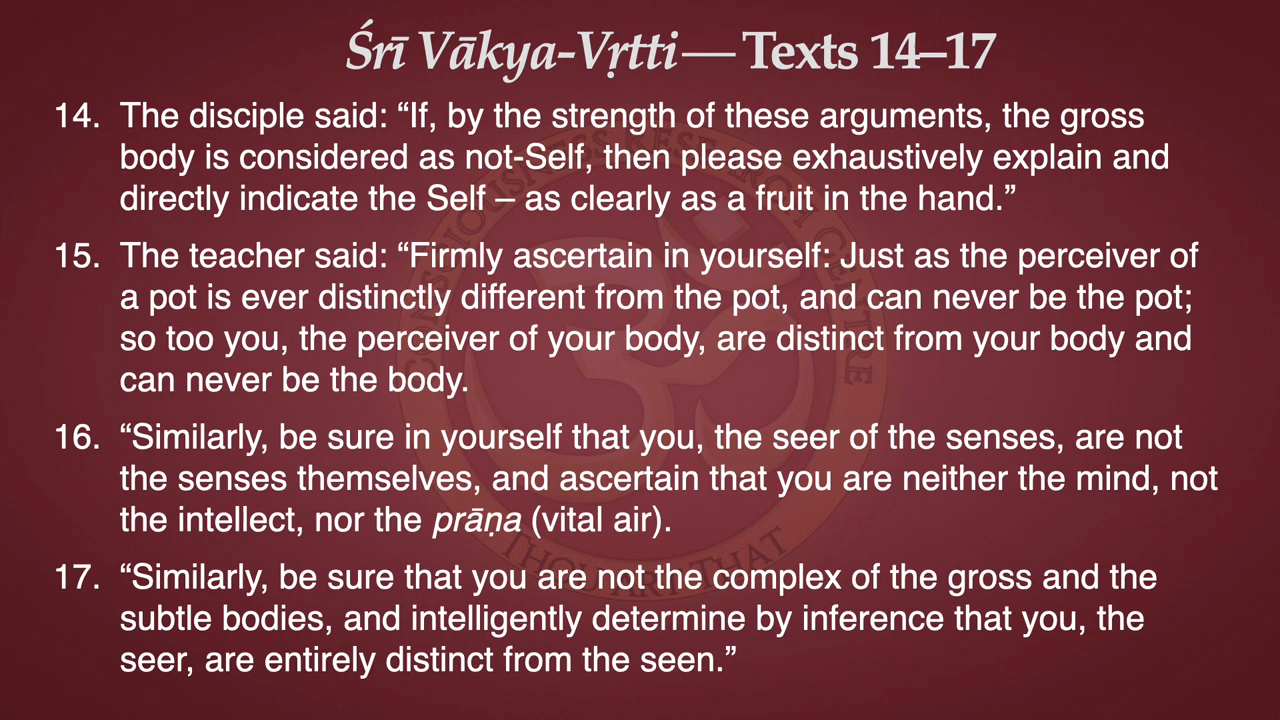 Śrī Vākya-Vṛtti — Texts 14–17
14. The disciple said: “If, by the strength of these arguments, the gross
body is considered as not-Self, then please exhaustively explain and
directly indicate the Self – as clearly as a fruit in the hand.”
15. The teacher said: “Firmly ascertain in yourself: Just as the perceiver of
a pot is ever distinctly different from the pot, and can never be the pot;
so too you, the perceiver of your body, are distinct from your body and
can never be the body.
16. “Similarly, be sure in yourself that you, the seer of the senses, are not
the senses themselves, and ascertain that you are neither the mind, not
the intellect, nor the prāṇa (vital air).
17. “Similarly, be sure that you are not the complex of the gross and the
subtle bodies, and intelligently determine by inference that you, the
seer, are entirely distinct from the seen.”
CONSCIOUSNESS RESEARCH CENTRE
ॐ
THOU ART THAT